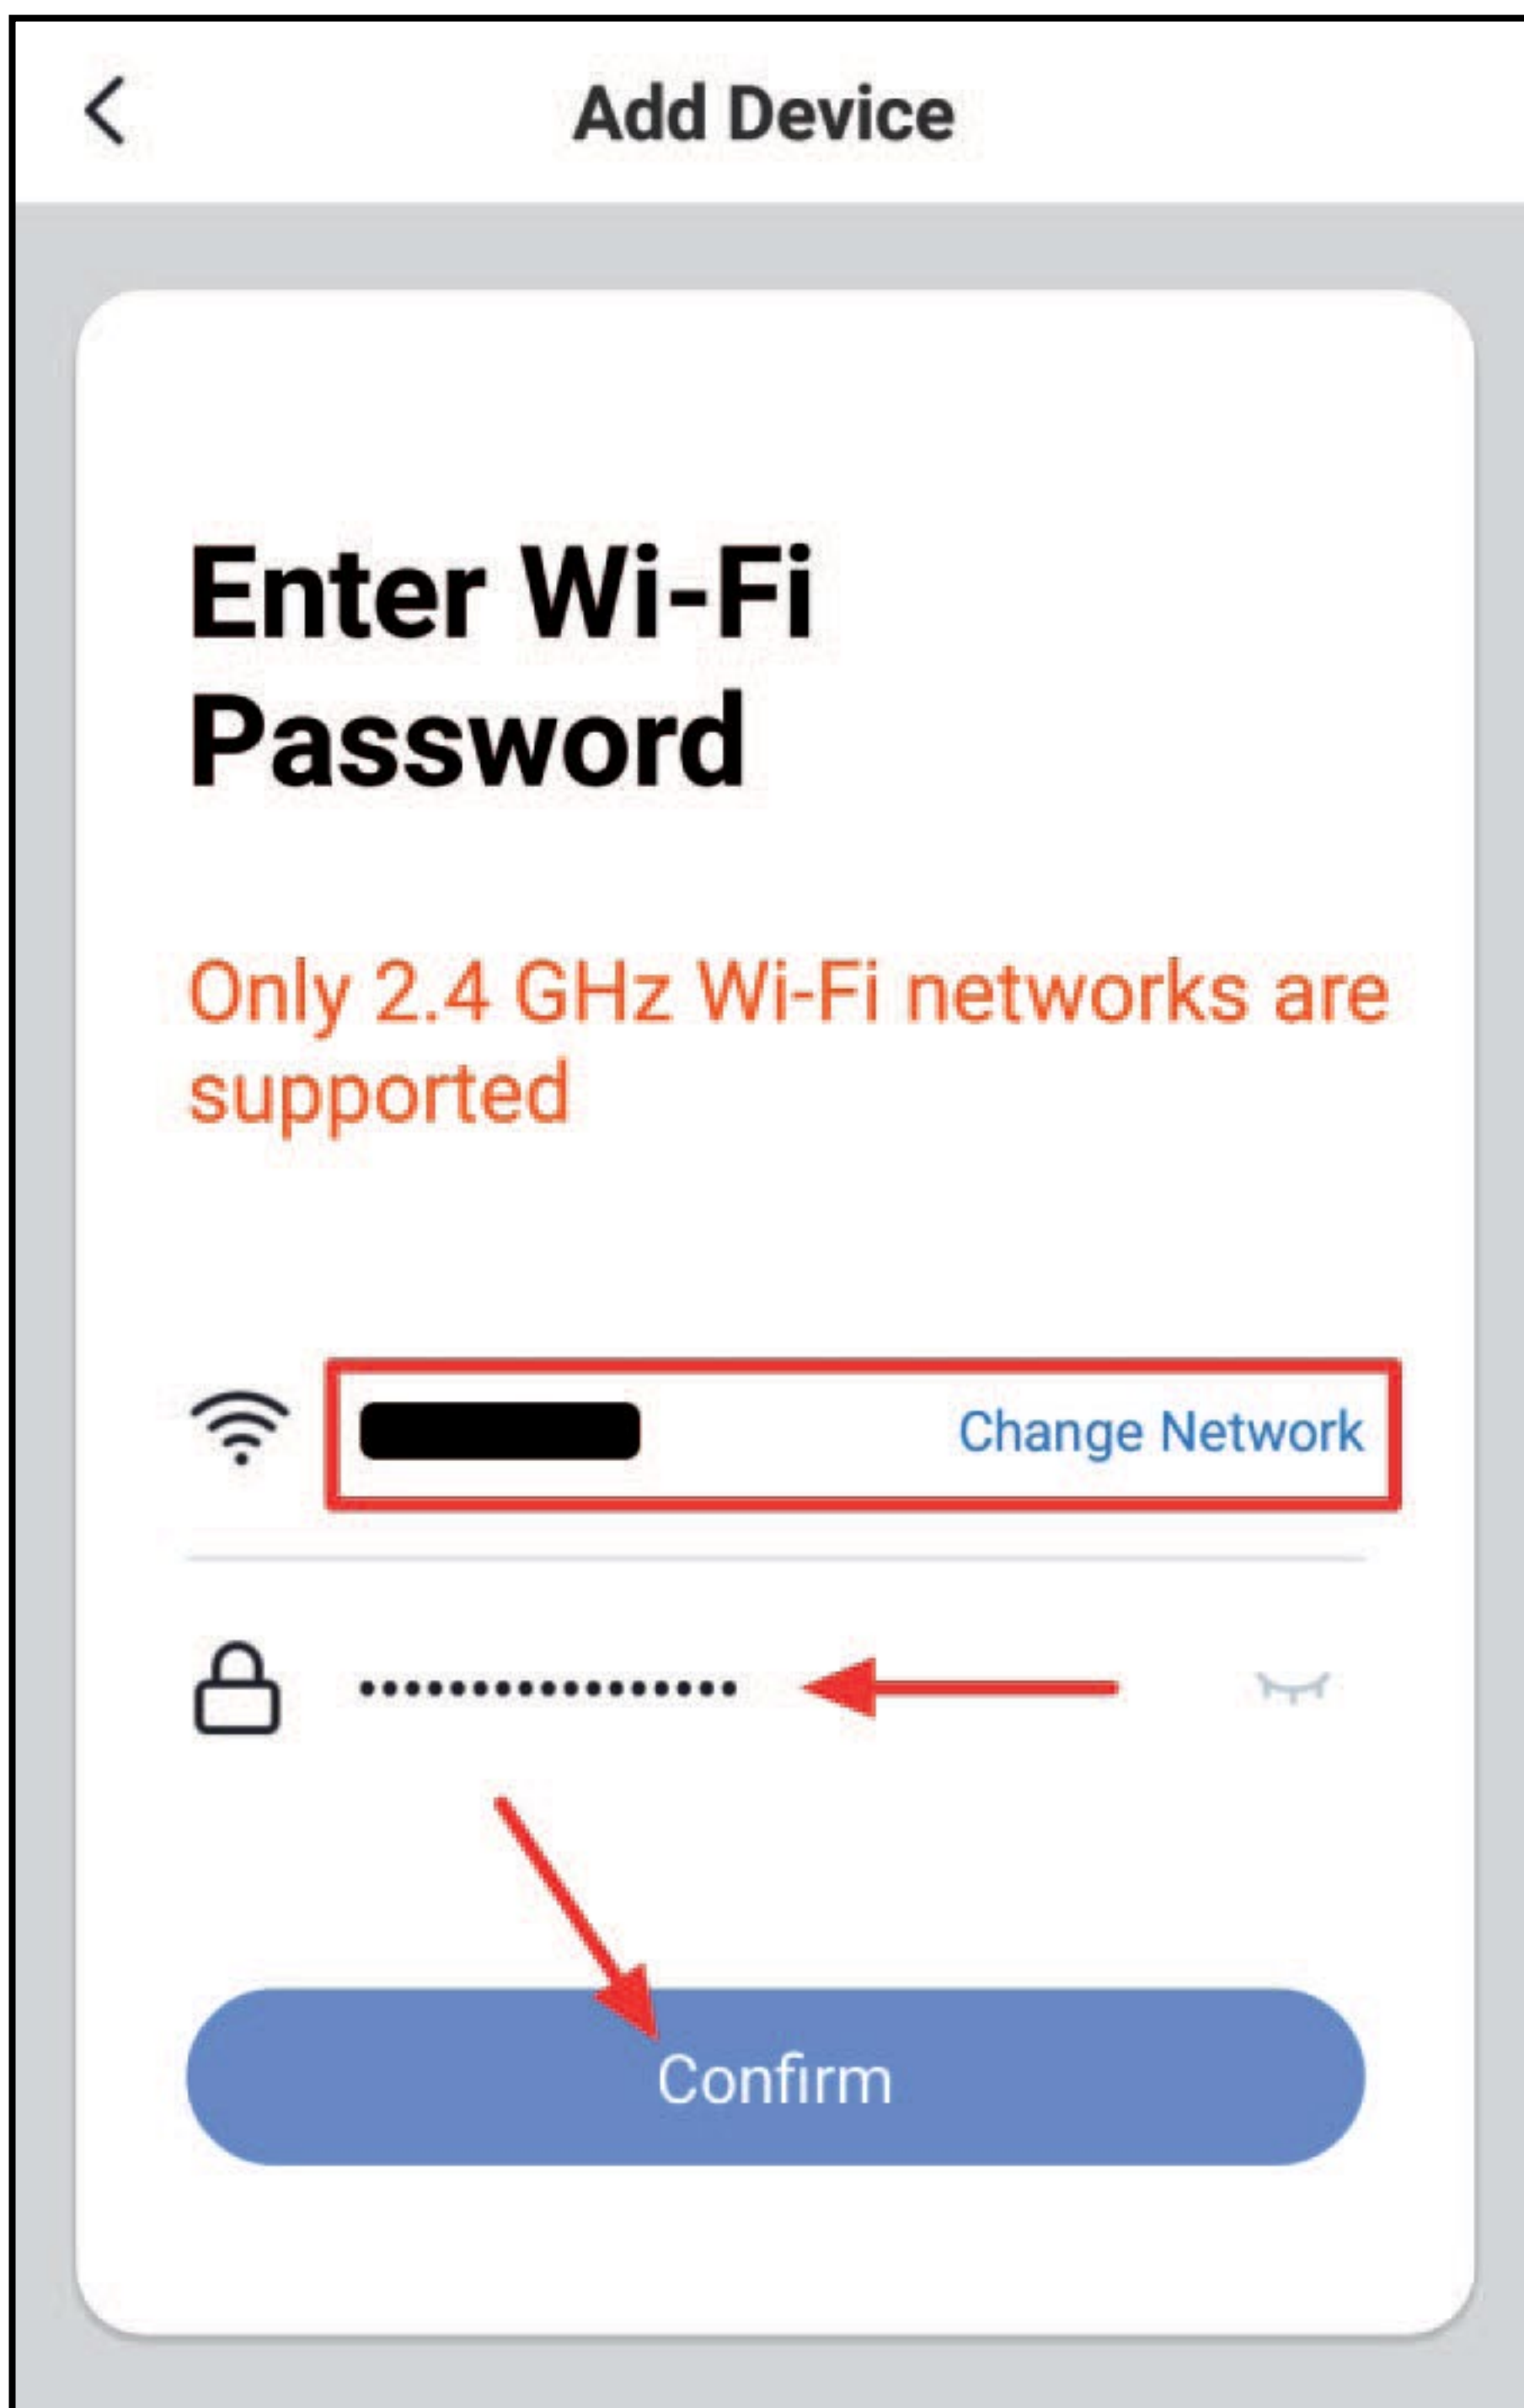 Add Device
Enter Wi-Fi
Password
Only 2.4 GHz Wi-Fi networks are
supported
Change Network
Confirm